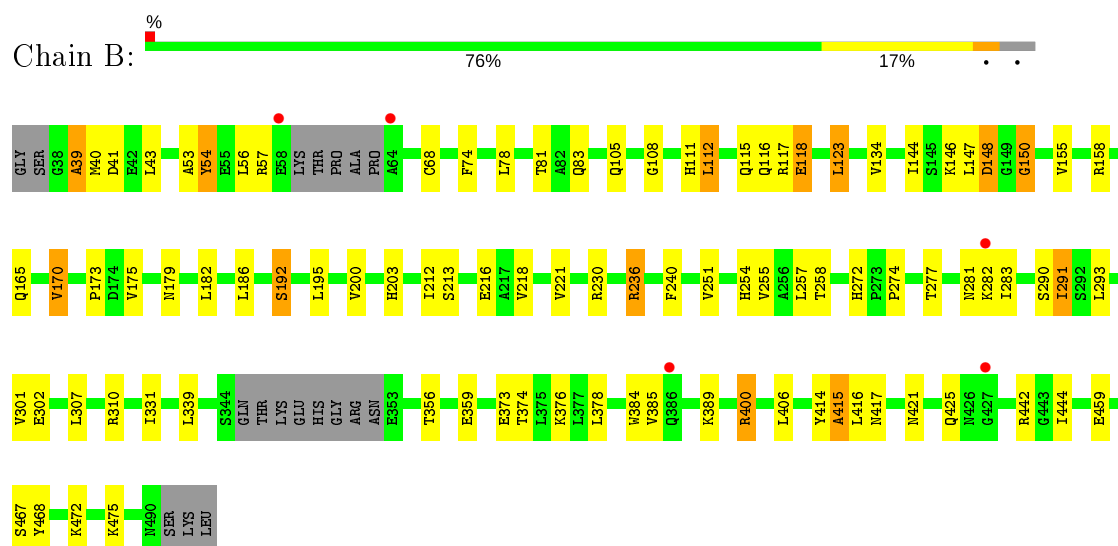 %
Chain B:
76% 17% • •
GLY SER G38 A39 M40 D41 E42 L43 A53 Y54 E55 L56 R57 E58 LYS THR PRO ALA PRO A64 C68 F74 L78 T81 A82 Q83 Q105 G108 H111 L112 Q115 Q116 R117 E118 L123 V134 I144 S145 K146 L147 D148 G149 G150 V155 R158
Q165 V170 P173 D174 V175 N179 L182 L186 S192 L195 V200 H203 I212 S213 E216 A217 V218 V221 R230 R236 F240 V251 H254 V255 A256 L257 T258 H272 P273 P274 T277 N281 K282 I283 S290 I291 S292 L293
V301 E302 L307 R310 I331 L339 S344 GLN THR LYS GLU HIS GLY ARG ASN E353 T356 E359 E373 T374 L375 K376 L377 L378 W384 V385 Q386 K389 R400 L406 Y414 A415 L416 N417 N421 Q425 N426 G427 R442 G443 I444 E459
S467 Y468 K472 K475 N490 SER LYS LEU